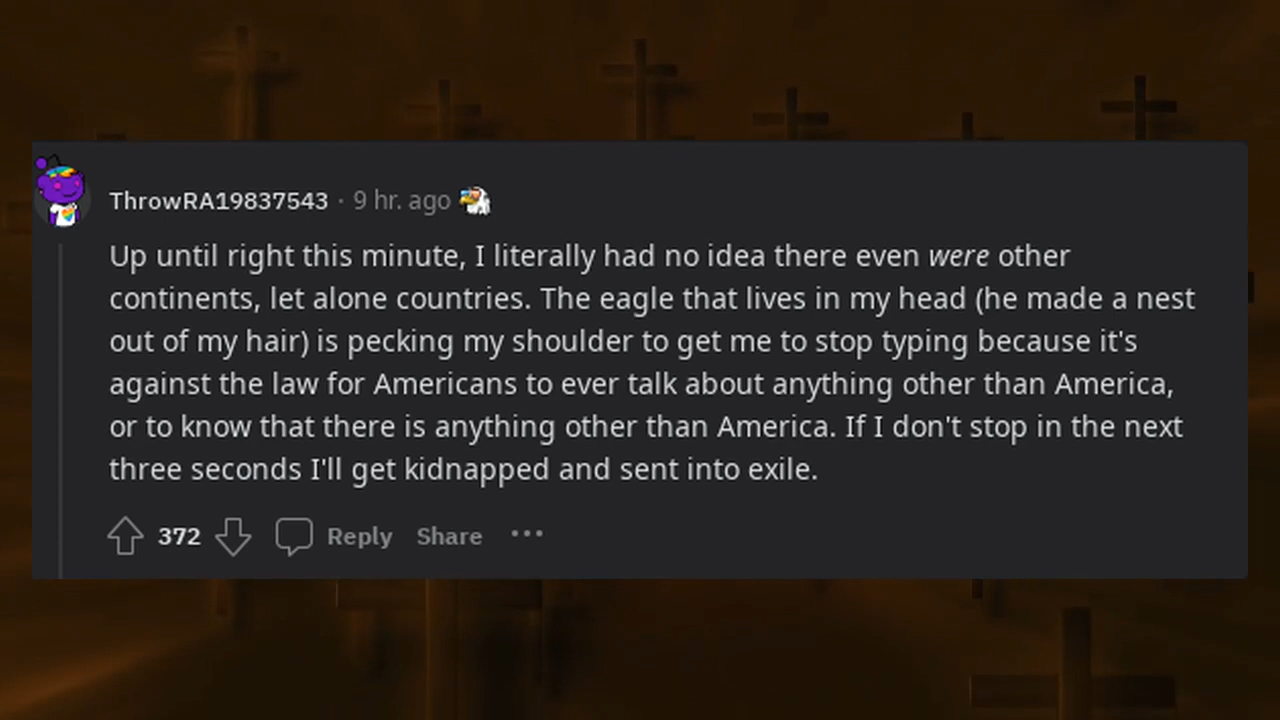 ThrowRA19837543 · 9 hr. ago
Up until right this minute, I literally had no idea there even were other
continents, let alone countries. The eagle that lives in my head (he made a nest
out of my hair) is pecking my shoulder to get me to stop typing because it's
against the law for Americans to ever talk about anything other than America,
or to know that there is anything other than America. If I don't stop in the next
three seconds I'll get kidnapped and sent into exile.
372 Reply Share ···